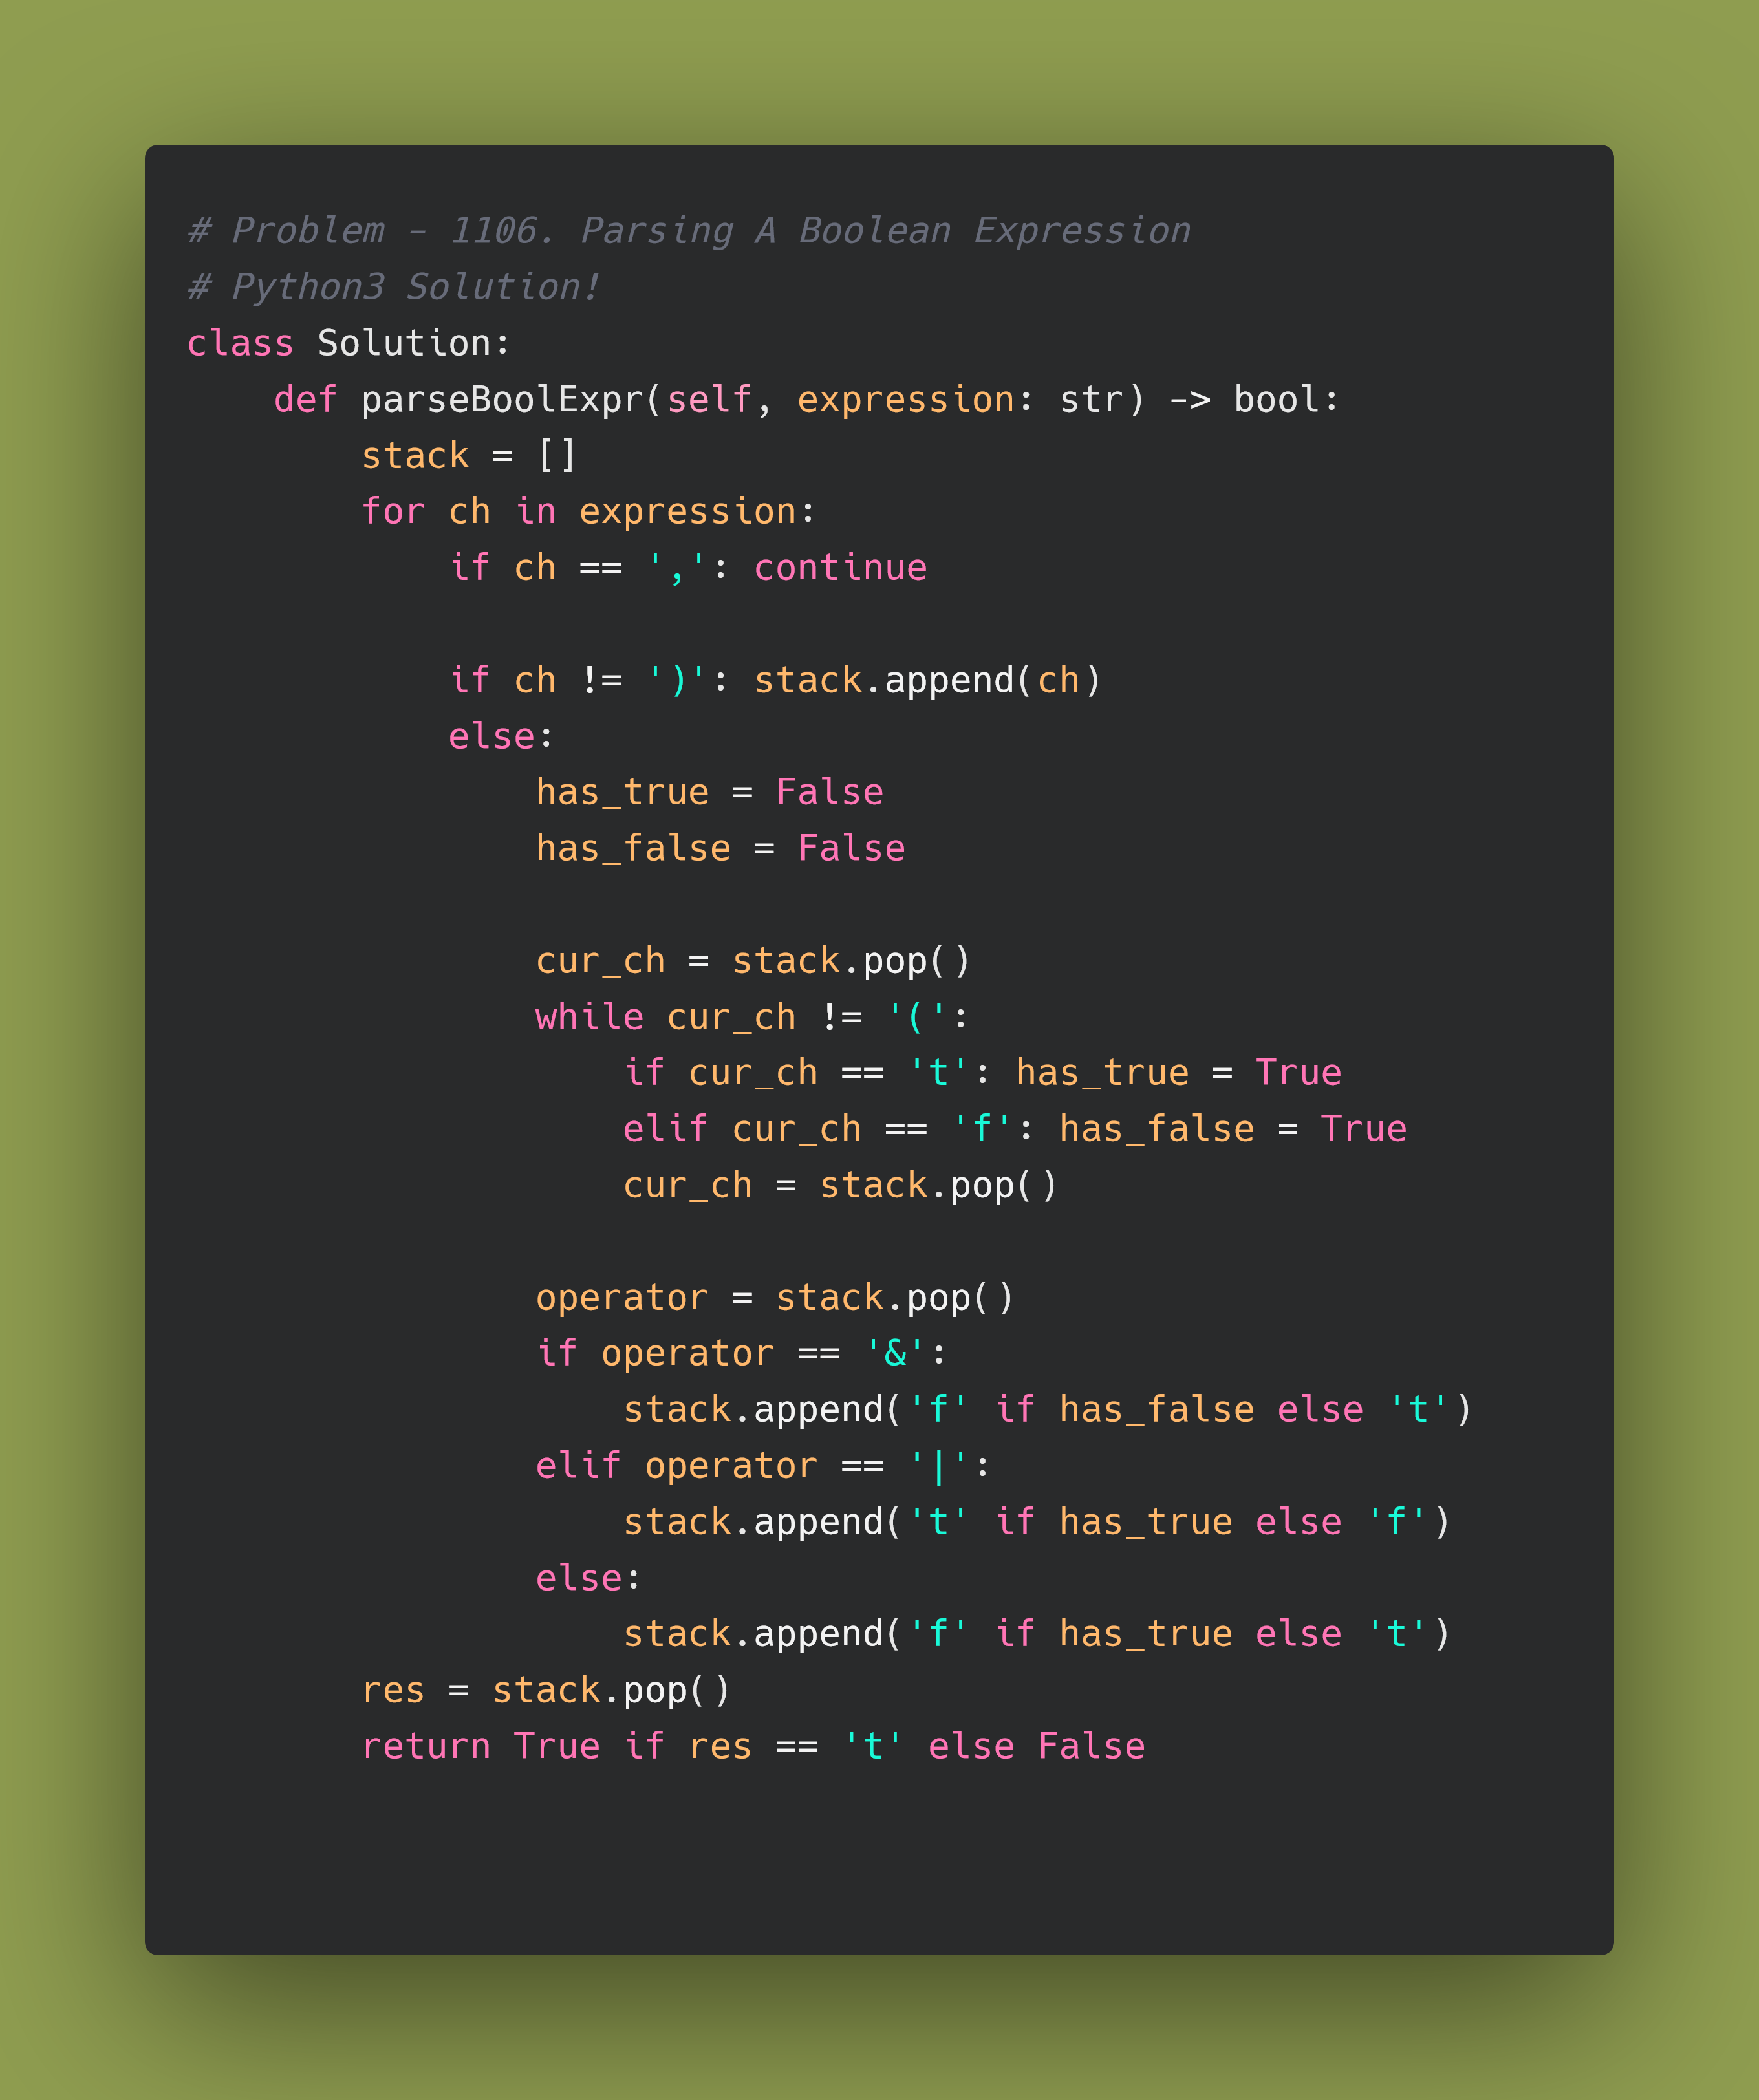 # Problem - 1106. Parsing A Boolean Expression
# Python3 Solution!
class Solution:
    def parseBoolExpr(self, expression: str) -> bool:
        stack = []
        for ch in expression:
            if ch == ',': continue

            if ch != ')': stack.append(ch)
            else:
                has_true = False
                has_false = False

                cur_ch = stack.pop()
                while cur_ch != '(':
                    if cur_ch == 't': has_true = True
                    elif cur_ch == 'f': has_false = True
                    cur_ch = stack.pop()

                operator = stack.pop()
                if operator == '&':
                    stack.append('f' if has_false else 't')
                elif operator == '|':
                    stack.append('t' if has_true else 'f')
                else:
                    stack.append('f' if has_true else 't')
        res = stack.pop()
        return True if res == 't' else False